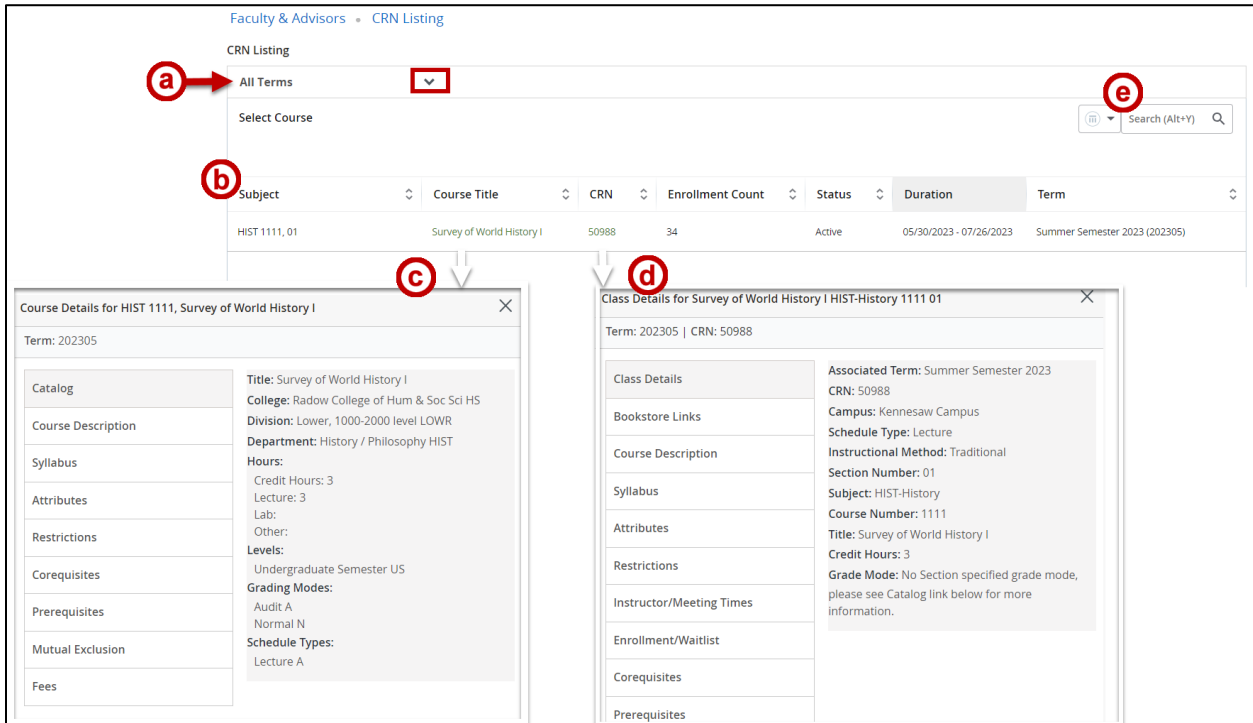 Faculty & Advisors • CRN Listing
CRN Listing
a
All Terms
e
Select Course
Search (Alt+Y)
b
Subject Course Title CRN Enrollment Count Status Duration Term
HIST 1111, 01 Survey of World History I 50988 34 Active 05/30/2023 - 07/26/2023 Summer Semester 2023 (202305)
c
d
Course Details for HIST 1111, Survey of World History I
Term: 202305
Catalog
Course Description
Syllabus
Attributes
Restrictions
Corequisites
Prerequisites
Mutual Exclusion
Fees
Title: Survey of World History I
College: Radow College of Hum & Soc Sci HS
Division: Lower, 1000-2000 level LOWR
Department: History / Philosophy HIST
Hours:
Credit Hours: 3
Lecture: 3
Lab:
Other:
Levels:
Undergraduate Semester US
Grading Modes:
Audit A
Normal N
Schedule Types:
Lecture A
Class Details for Survey of World History I HIST-History 1111 01
Term: 202305 | CRN: 50988
Class Details
Bookstore Links
Course Description
Syllabus
Attributes
Restrictions
Instructor/Meeting Times
Enrollment/Waitlist
Corequisites
Prerequisites
Associated Term: Summer Semester 2023
CRN: 50988
Campus: Kennesaw Campus
Schedule Type: Lecture
Instructional Method: Traditional
Section Number: 01
Subject: HIST-History
Course Number: 1111
Title: Survey of World History I
Credit Hours: 3
Grade Mode: No Section specified grade mode,
please see Catalog link below for more
information.